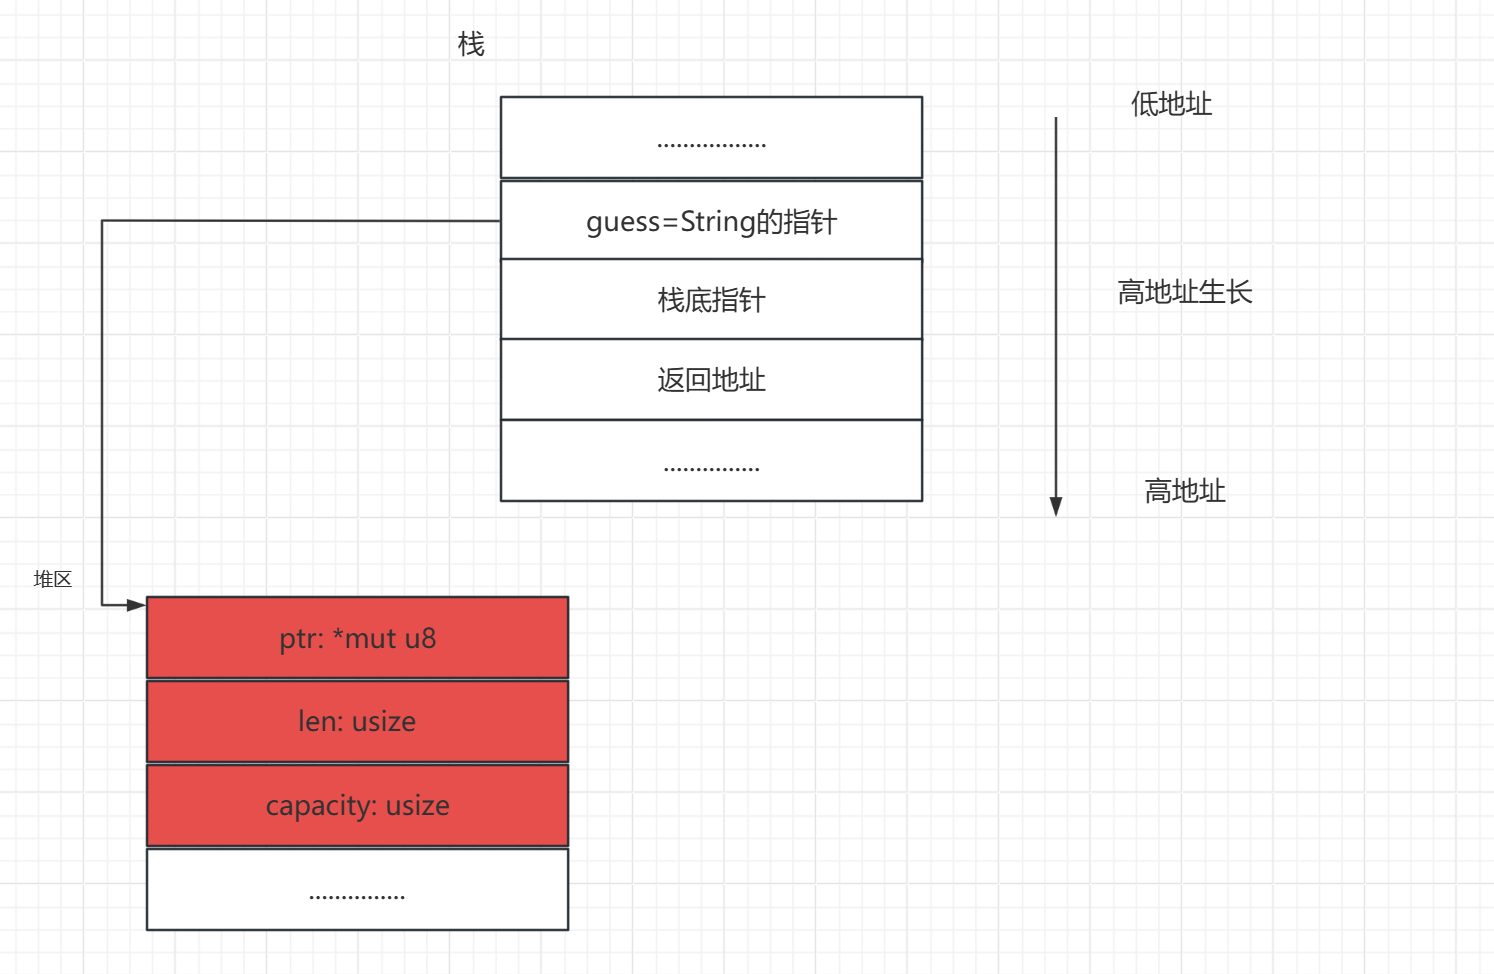 栈
低地址
.................
guess=String的指针
栈底指针
高地址生长
返回地址
...............
高地址
堆区
ptr: *mut u8
len: usize
capacity: usize
...............